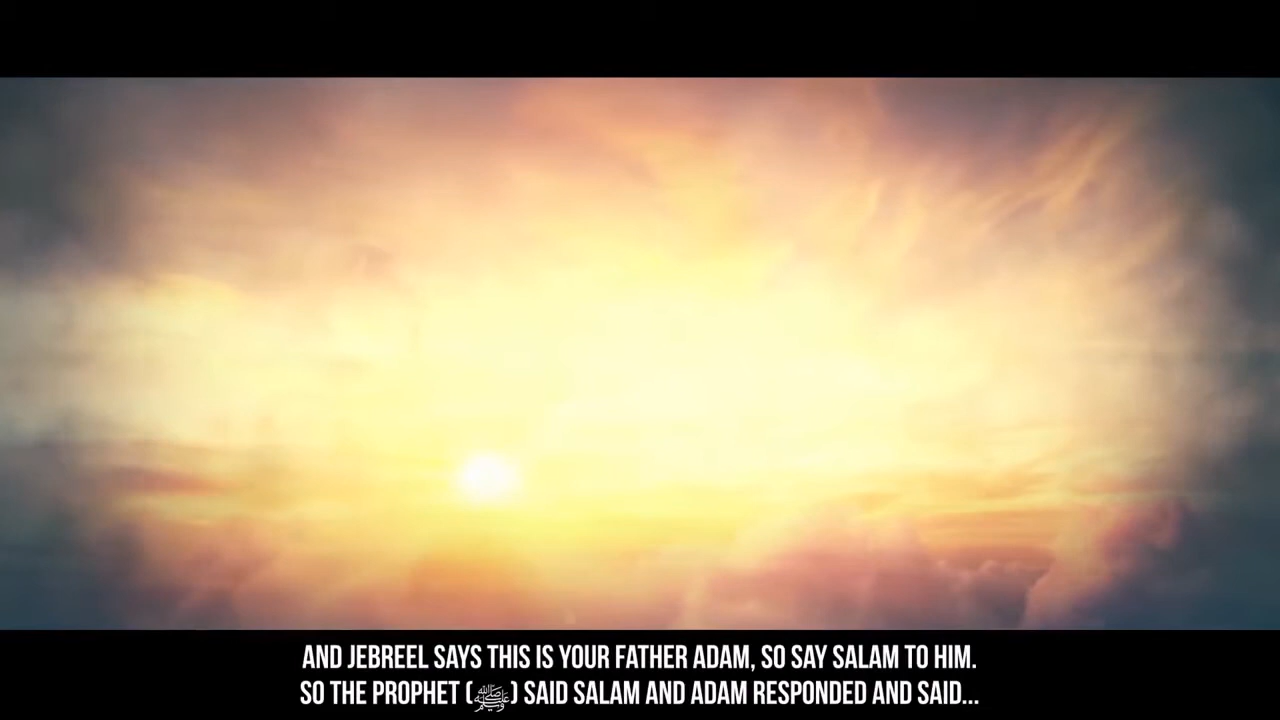 AND JEBREEL SAYS THIS IS YOUR FATHER ADAM, SO SAY SALAM TO HIM.
SO THE PROPHET (ﷺ) SAID SALAM AND ADAM RESPONDED AND SAID...